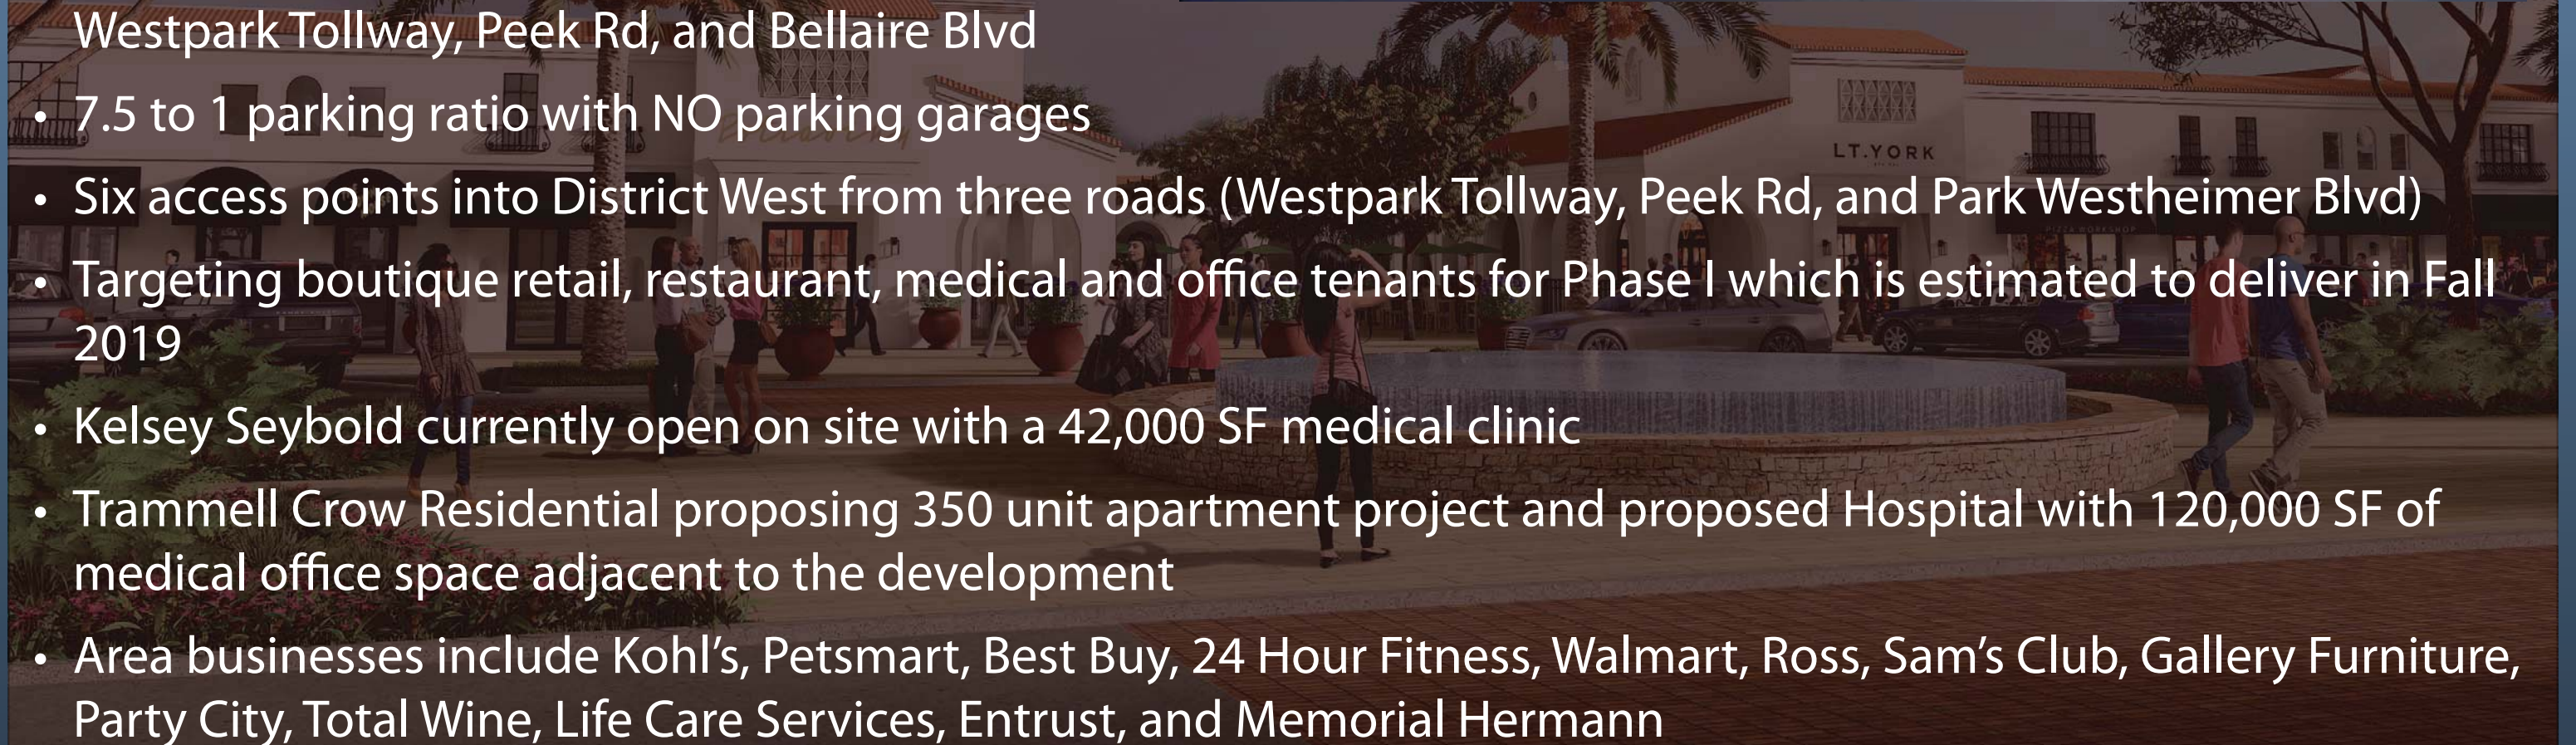 Westpark Tollway, Peek Rd, and Bellaire Blvd
• 7.5 to 1 parking ratio with NO parking garages
LT.YORK
• Six access points into District West from three roads (Westpark Tollway, Peek Rd, and Park Westheimer Blvd)
PIZZA WORKSHOP
• Targeting boutique retail, restaurant, medical and office tenants for Phase I which is estimated to deliver in Fall
2019
• Kelsey Seybold currently open on site with a 42,000 SF medical clinic
• Trammell Crow Residential proposing 350 unit apartment project and proposed Hospital with 120,000 SF of
medical office space adjacent to the development
• Area businesses include Kohl’s, Petsmart, Best Buy, 24 Hour Fitness, Walmart, Ross, Sam’s Club, Gallery Furniture,
Party City, Total Wine, Life Care Services, Entrust, and Memorial Hermann